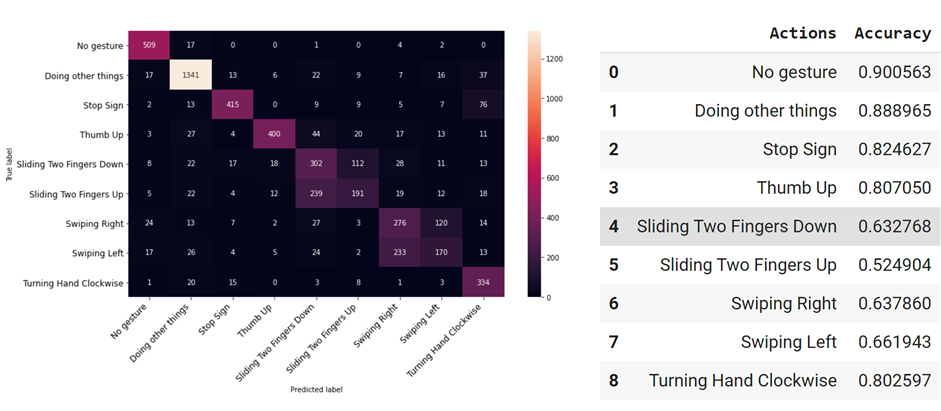 No gesture 509 17 0 0 1 0 4 2 0
Doing other things 17 1341 13 6 22 9 7 16 37
Stop Sign 2 13 415 0 9 9 5 7 76
Thumb Up 3 27 4 400 44 20 17 13 11
Sliding Two Fingers Down 8 22 17 18 302 112 28 11 13
Sliding Two Fingers Up 5 22 4 12 239 191 19 12 18
Swiping Right 24 13 7 2 27 3 276 120 14
Swiping Left 17 26 4 5 24 2 233 170 13
Turning Hand Clockwise 1 20 15 0 3 8 1 3 334
True label
No gesture
Doing other things
Stop Sign
Thumb Up
Sliding Two Fingers Down
Sliding Two Fingers Up
Swiping Right
Swiping Left
Turning Hand Clockwise
Predicted label
1200
1000
800
600
400
200
0
Actions Accuracy
0 No gesture 0.900563
1 Doing other things 0.888965
2 Stop Sign 0.824627
3 Thumb Up 0.807050
4 Sliding Two Fingers Down 0.632768
5 Sliding Two Fingers Up 0.524904
6 Swiping Right 0.637860
7 Swiping Left 0.661943
8 Turning Hand Clockwise 0.802597